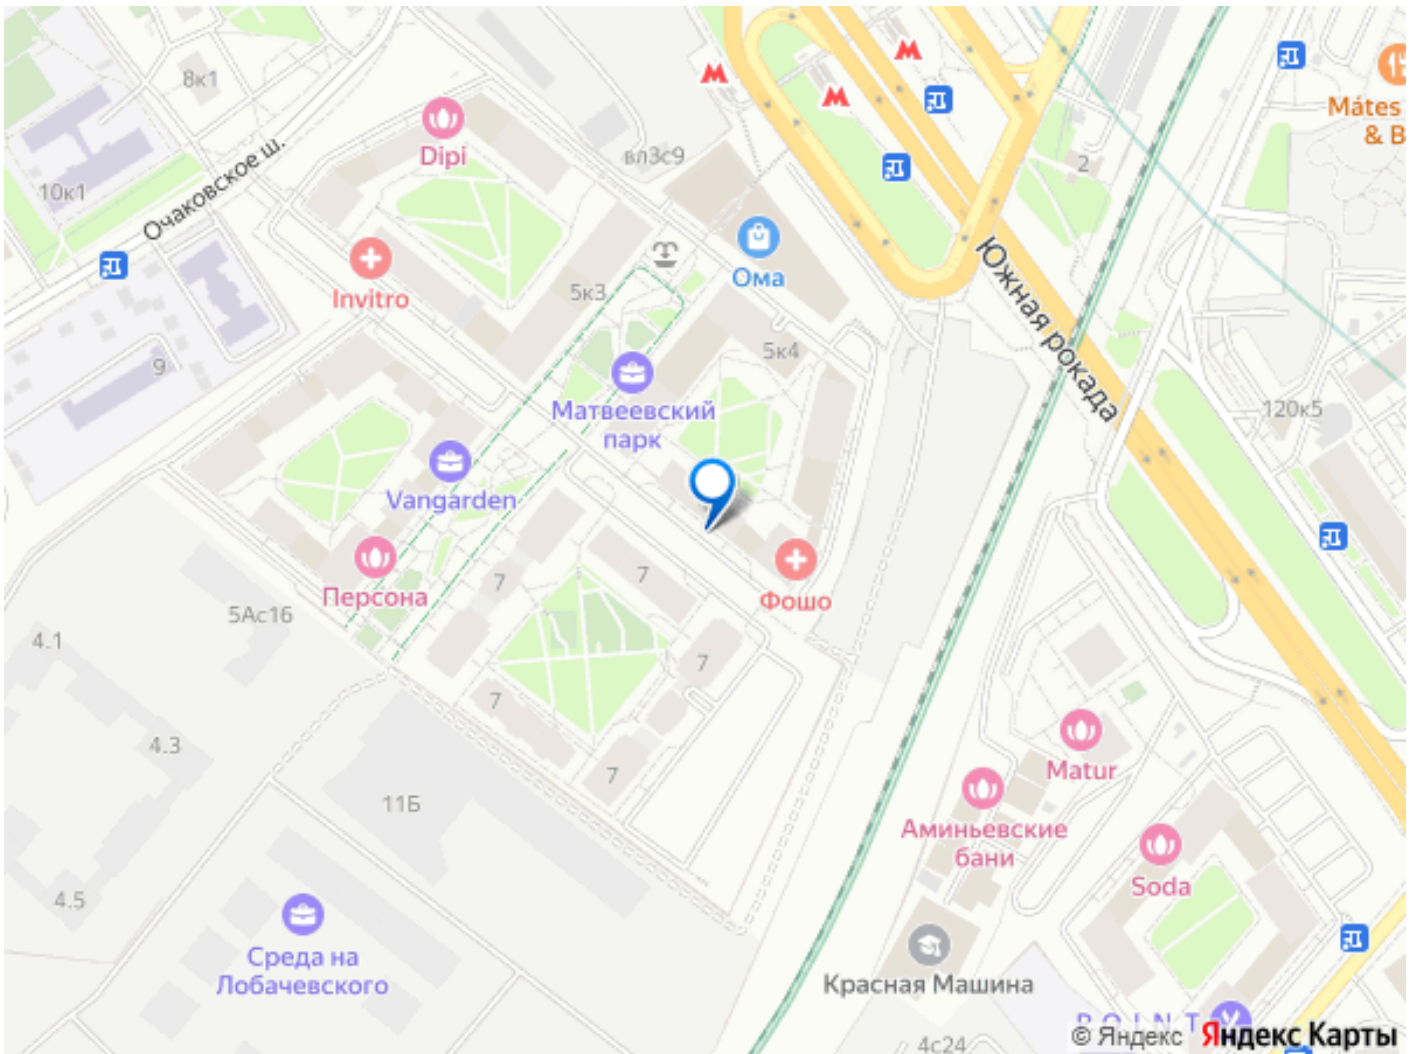 8к1
Dipi
10к1
Очаковское ш.
вл3с9
2
Mátes
& B
Invitro
5к3
Ома
Южная рокада
9
5к4
Матвеевский
парк
120к5
Vangarden
Персона
7
7
Фошо
5Ас16
4.1
7
7
4.3
7
11Б
Matur
Аминьевские
бани
Soda
4.5
Среда на
Лобачевского
Красная Машина
POINT
4с24
© Яндекс Яндекс Карты